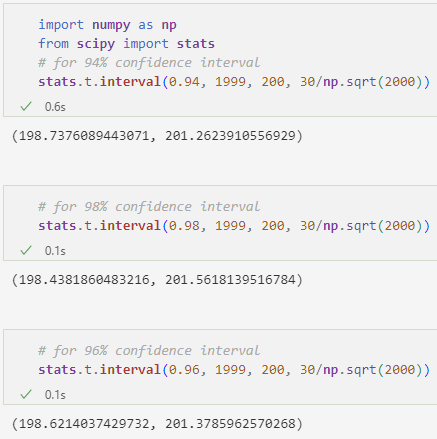 import numpy as np
from scipy import stats
# for 94% confidence interval
stats.t.interval(0.94, 1999, 200, 30/np.sqrt(2000))
0.6s
(198.7376089443071, 201.2623910556929)
# for 98% confidence interval
stats.t.interval(0.98, 1999, 200, 30/np.sqrt(2000))
0.1s
(198.4381860483216, 201.5618139516784)
# for 96% confidence interval
stats.t.interval(0.96, 1999, 200, 30/np.sqrt(2000))
0.1s
(198.6214037429732, 201.3785962570268)